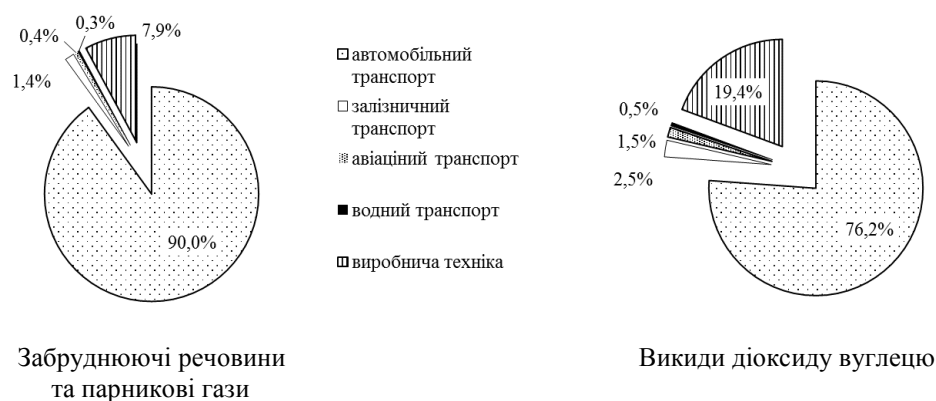 0,4%
0,3%
7,9%
1,4%
90,0%
автомобільний
транспорт
залізничний
транспорт
авіаціний транспорт
водний транспорт
виробнича техніка
19,4%
0,5%
1,5%
2,5%
76,2%
Забруднюючі речовини
та парникові гази
Викиди діоксиду вуглецю